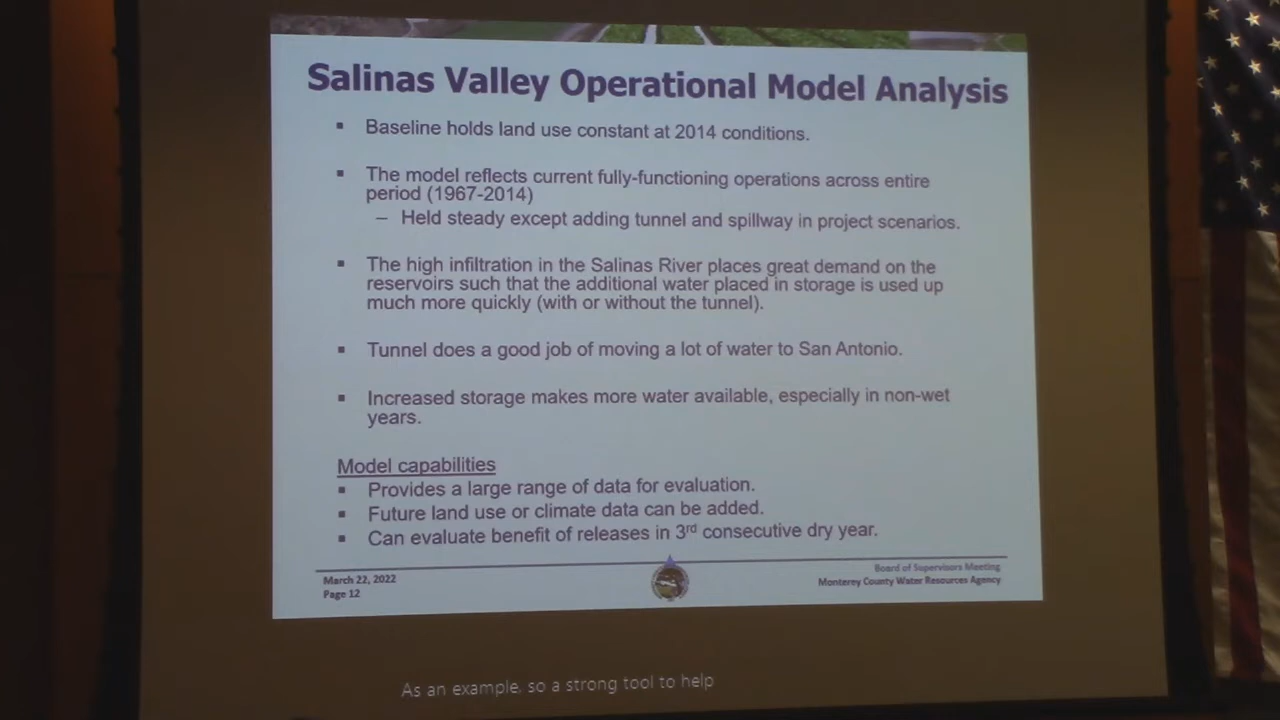 Salinas Valley Operational Model Analysis
▪ Baseline holds land use constant at 2014 conditions.
▪ The model reflects current fully-functioning operations across entire
period (1967-2014)
– Held steady except adding tunnel and spillway in project scenarios.
▪ The high infiltration in the Salinas River places great demand on the
reservoirs such that the additional water placed in storage is used up
much more quickly (with or without the tunnel).
▪ Tunnel does a good job of moving a lot of water to San Antonio.
▪ Increased storage makes more water available, especially in non-wet
years.
Model capabilities
▪ Provides a large range of data for evaluation.
▪ Future land use or climate data can be added.
▪ Can evaluate benefit of releases in 3rd consecutive dry year.
March 22, 2022
Page 12
Board of Supervisors Meeting
Monterey County Water Resources Agency
As an example, so a strong tool to help